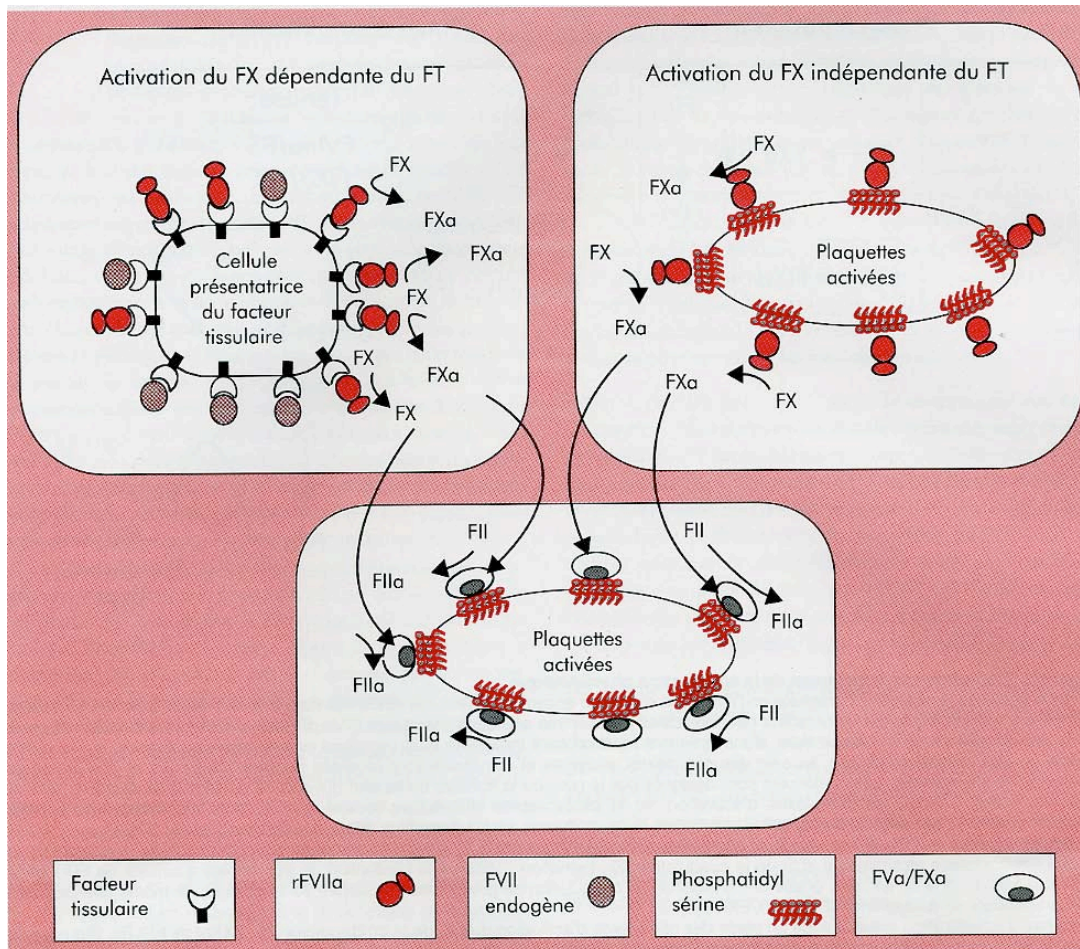 Activation du FX dépendante du FT
FX
FXa
FXa
FX
FX
FXa
FX
Cellule
présentatrice
du facteur
tissulaire
Activation du FX indépendante du FT
FX
FXa
FX
FXa
FXa
FX
Plaquettes
activées
FII
FIIa
FIIa
FIIa
FII
FII
FIIa
FII
FIIa
Plaquettes
activées
Facteur
tissulaire
rFVIIa
FVII
endogène
Phosphatidyl
sérine
FVa/FXa